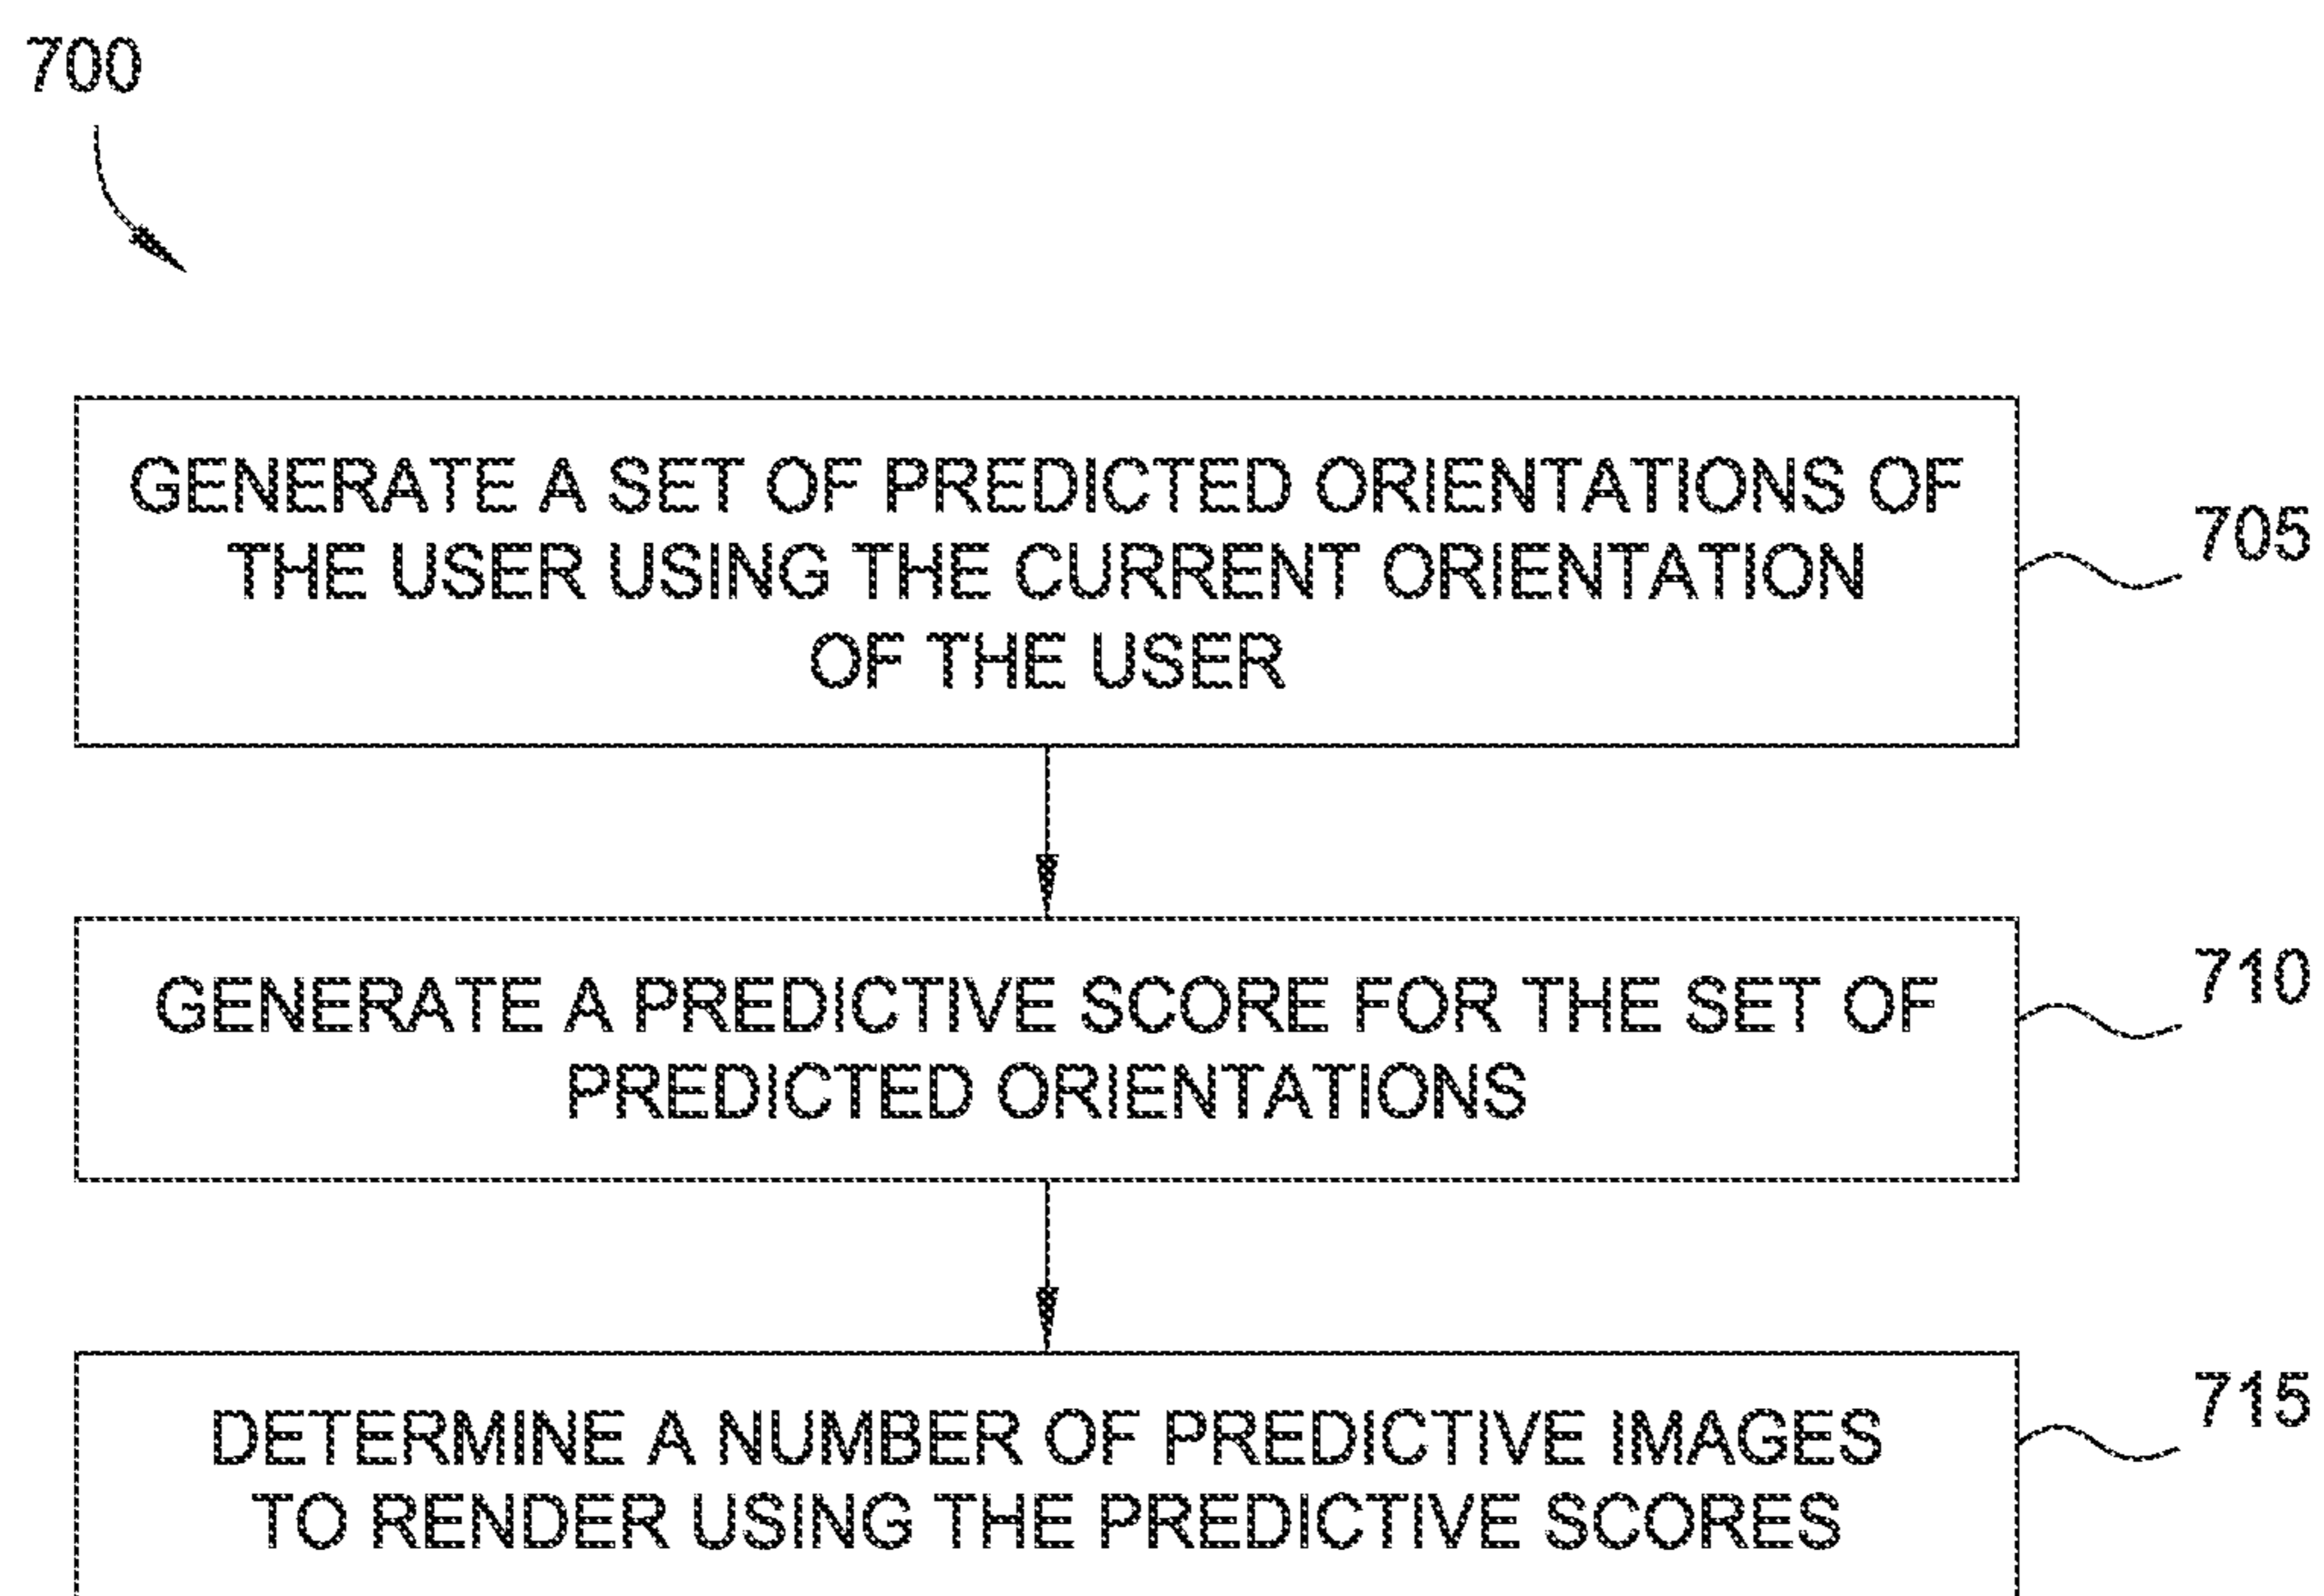 700
GENERATE A SET OF PREDICTED ORIENTATIONS OF
THE USER USING THE CURRENT ORIENTATION
OF THE USER
705
GENERATE A PREDICTIVE SCORE FOR THE SET OF
PREDICTED ORIENTATIONS
710
DETERMINE A NUMBER OF PREDICTIVE IMAGES
TO RENDER USING THE PREDICTIVE SCORES
715